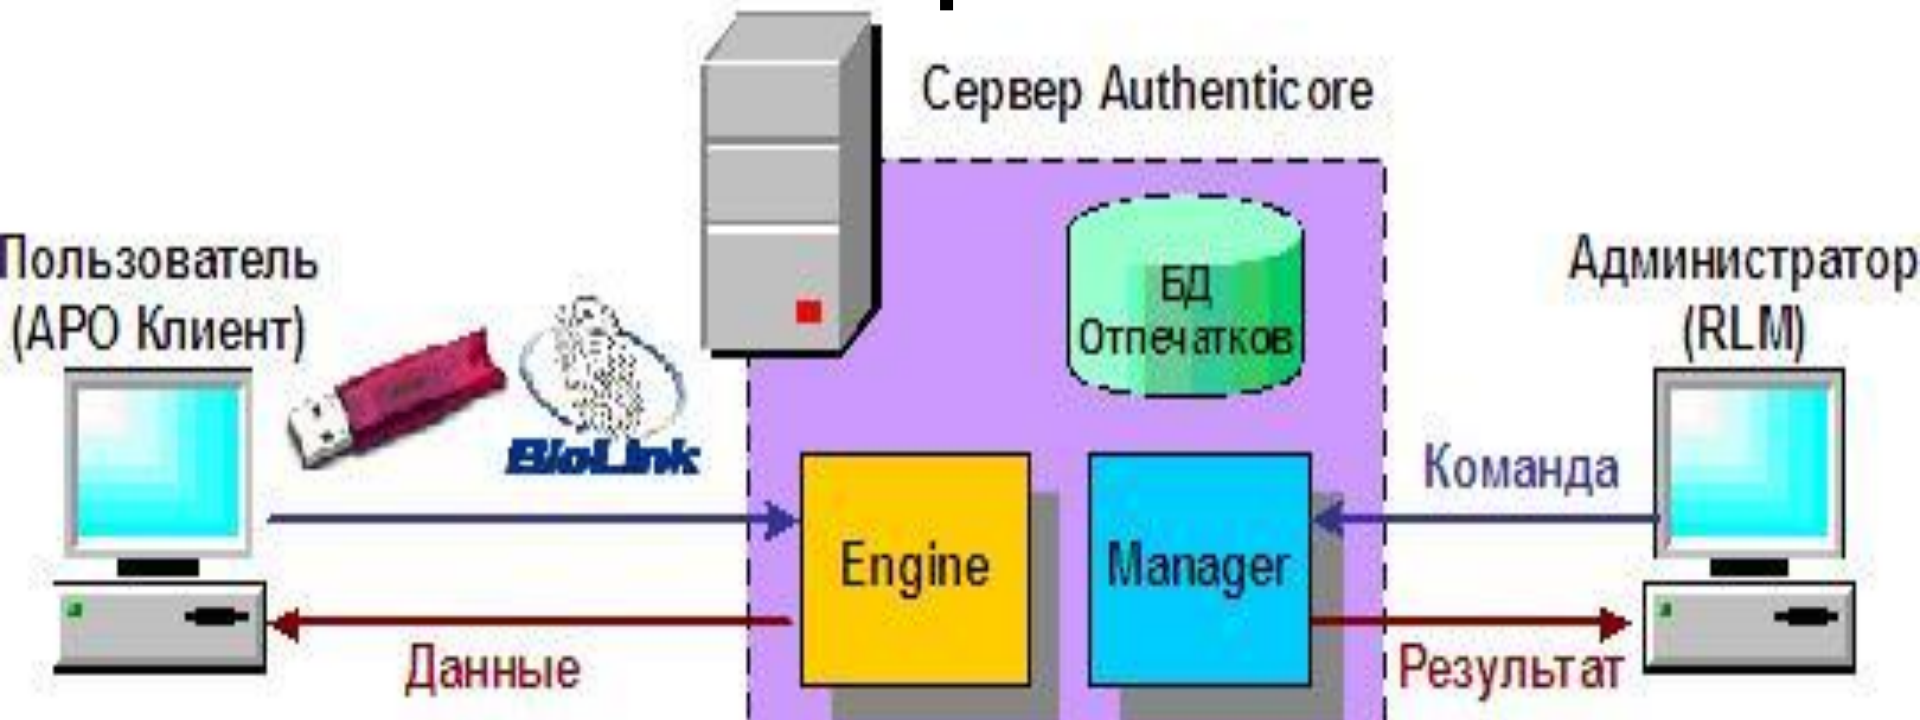 Сервер Authenticore
Пользователь
(АРО Клиент)
BioLink
БД
Отпечатков
Администратор
(RLM)
Команда
Engine
Manager
Данные
Результат